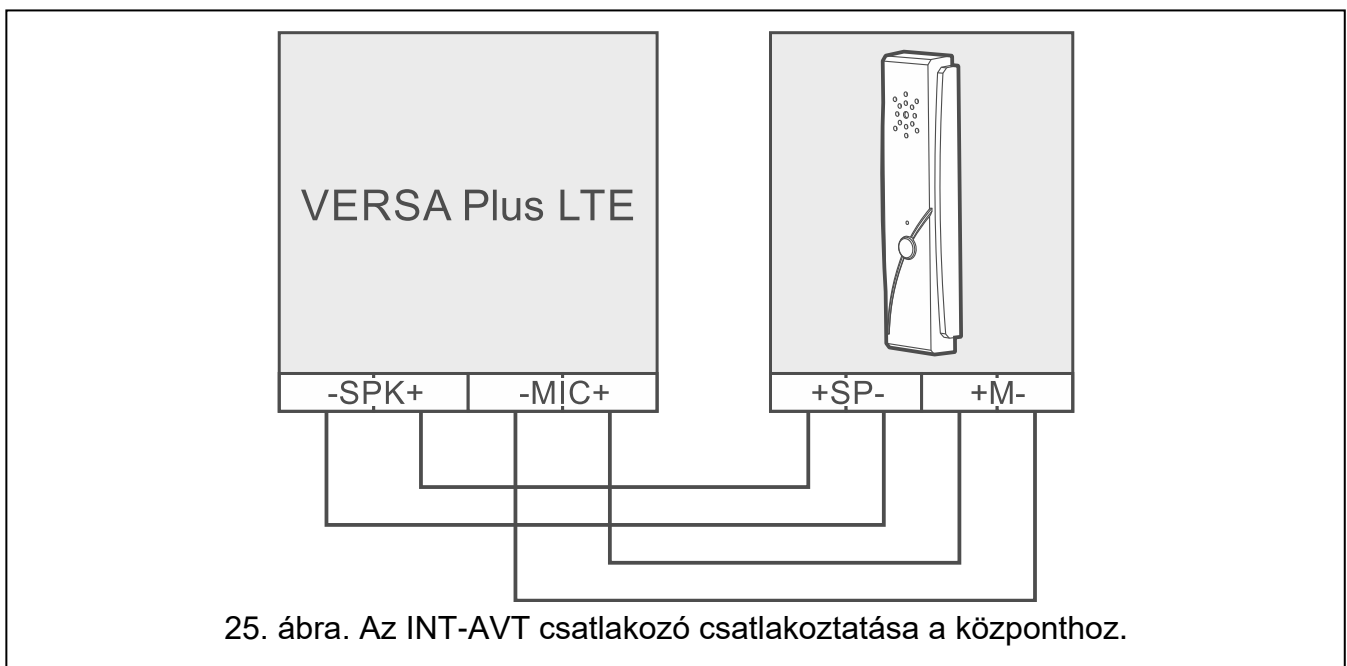 VERSA Plus LTE
-SPK+ -MIC+ +SP- +M-
25. ábra. Az INT-AVT csatlakozó csatlakoztatása a központhoz.